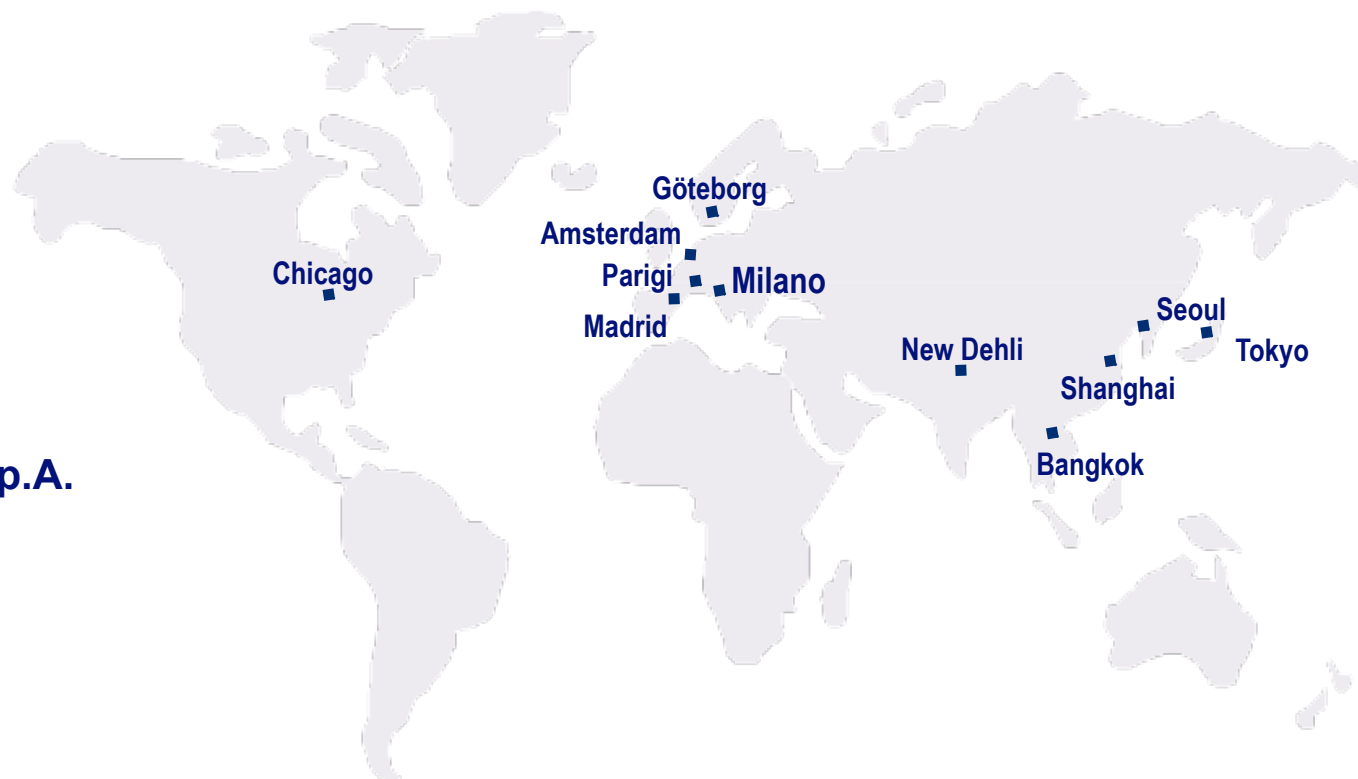 Göteborg
Amsterdam
Chicago
Parigi
Milano
Madrid
Seoul
New Dehli
Tokyo
Shanghai
Bangkok
p.A.